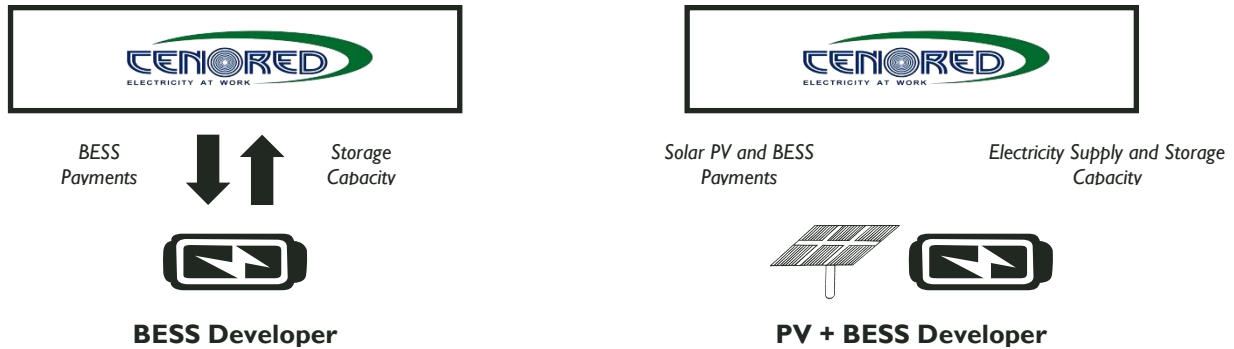 CENORED
ELECTRICITY AT WORK
BESS
Payments
Storage
Capacity
BESS Developer
CENORED
ELECTRICITY AT WORK
Solar PV and BESS
Payments
Electricity Supply and Storage
Capacity
PV + BESS Developer